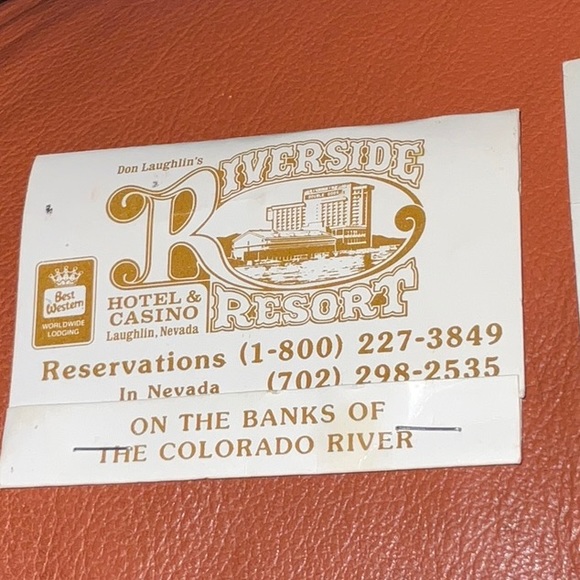 Don Laughlin's
RIVERSIDE
RESORT
HOTEL &
CASINO
Laughlin, Nevada
Best
Western
WORLDWIDE
LODGING
Reservations (1-800) 227-3849
In Nevada (702) 298-2535
ON THE BANKS OF
THE COLORADO RIVER